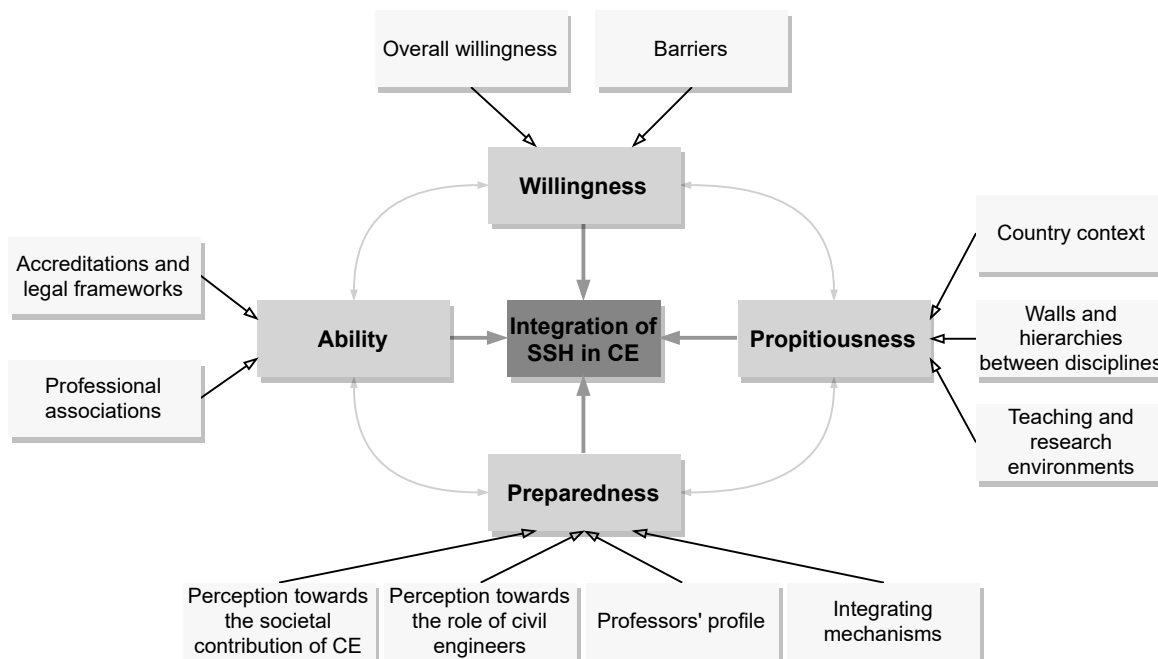 Overall willingness
Barriers
Willingness
Country context
Accreditations and
legal frameworks
Ability
Integration of
SSH in CE
Propitiousness
Walls and
hierarchies
between disciplines
Professional
associations
Teaching and
research
environments
Preparedness
Perception towards
the societal
contribution of CE
Perception towards
the role of civil
engineers
Professors' profile
Integrating
mechanisms